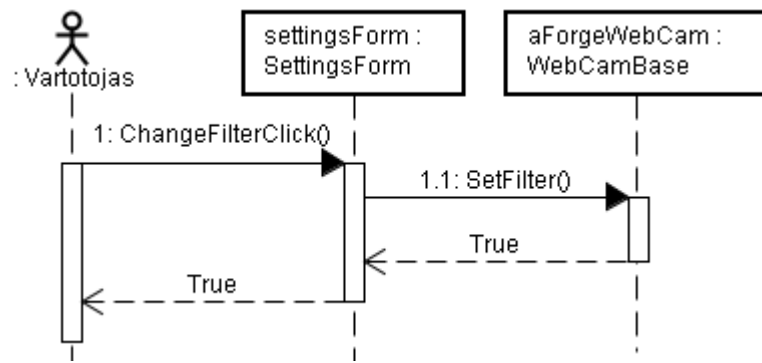 : Vartotojas
settingsForm :
SettingsForm
aForgeWebCam :
WebCamBase
1: ChangeFilterClick()
1.1: SetFilter()
True
True